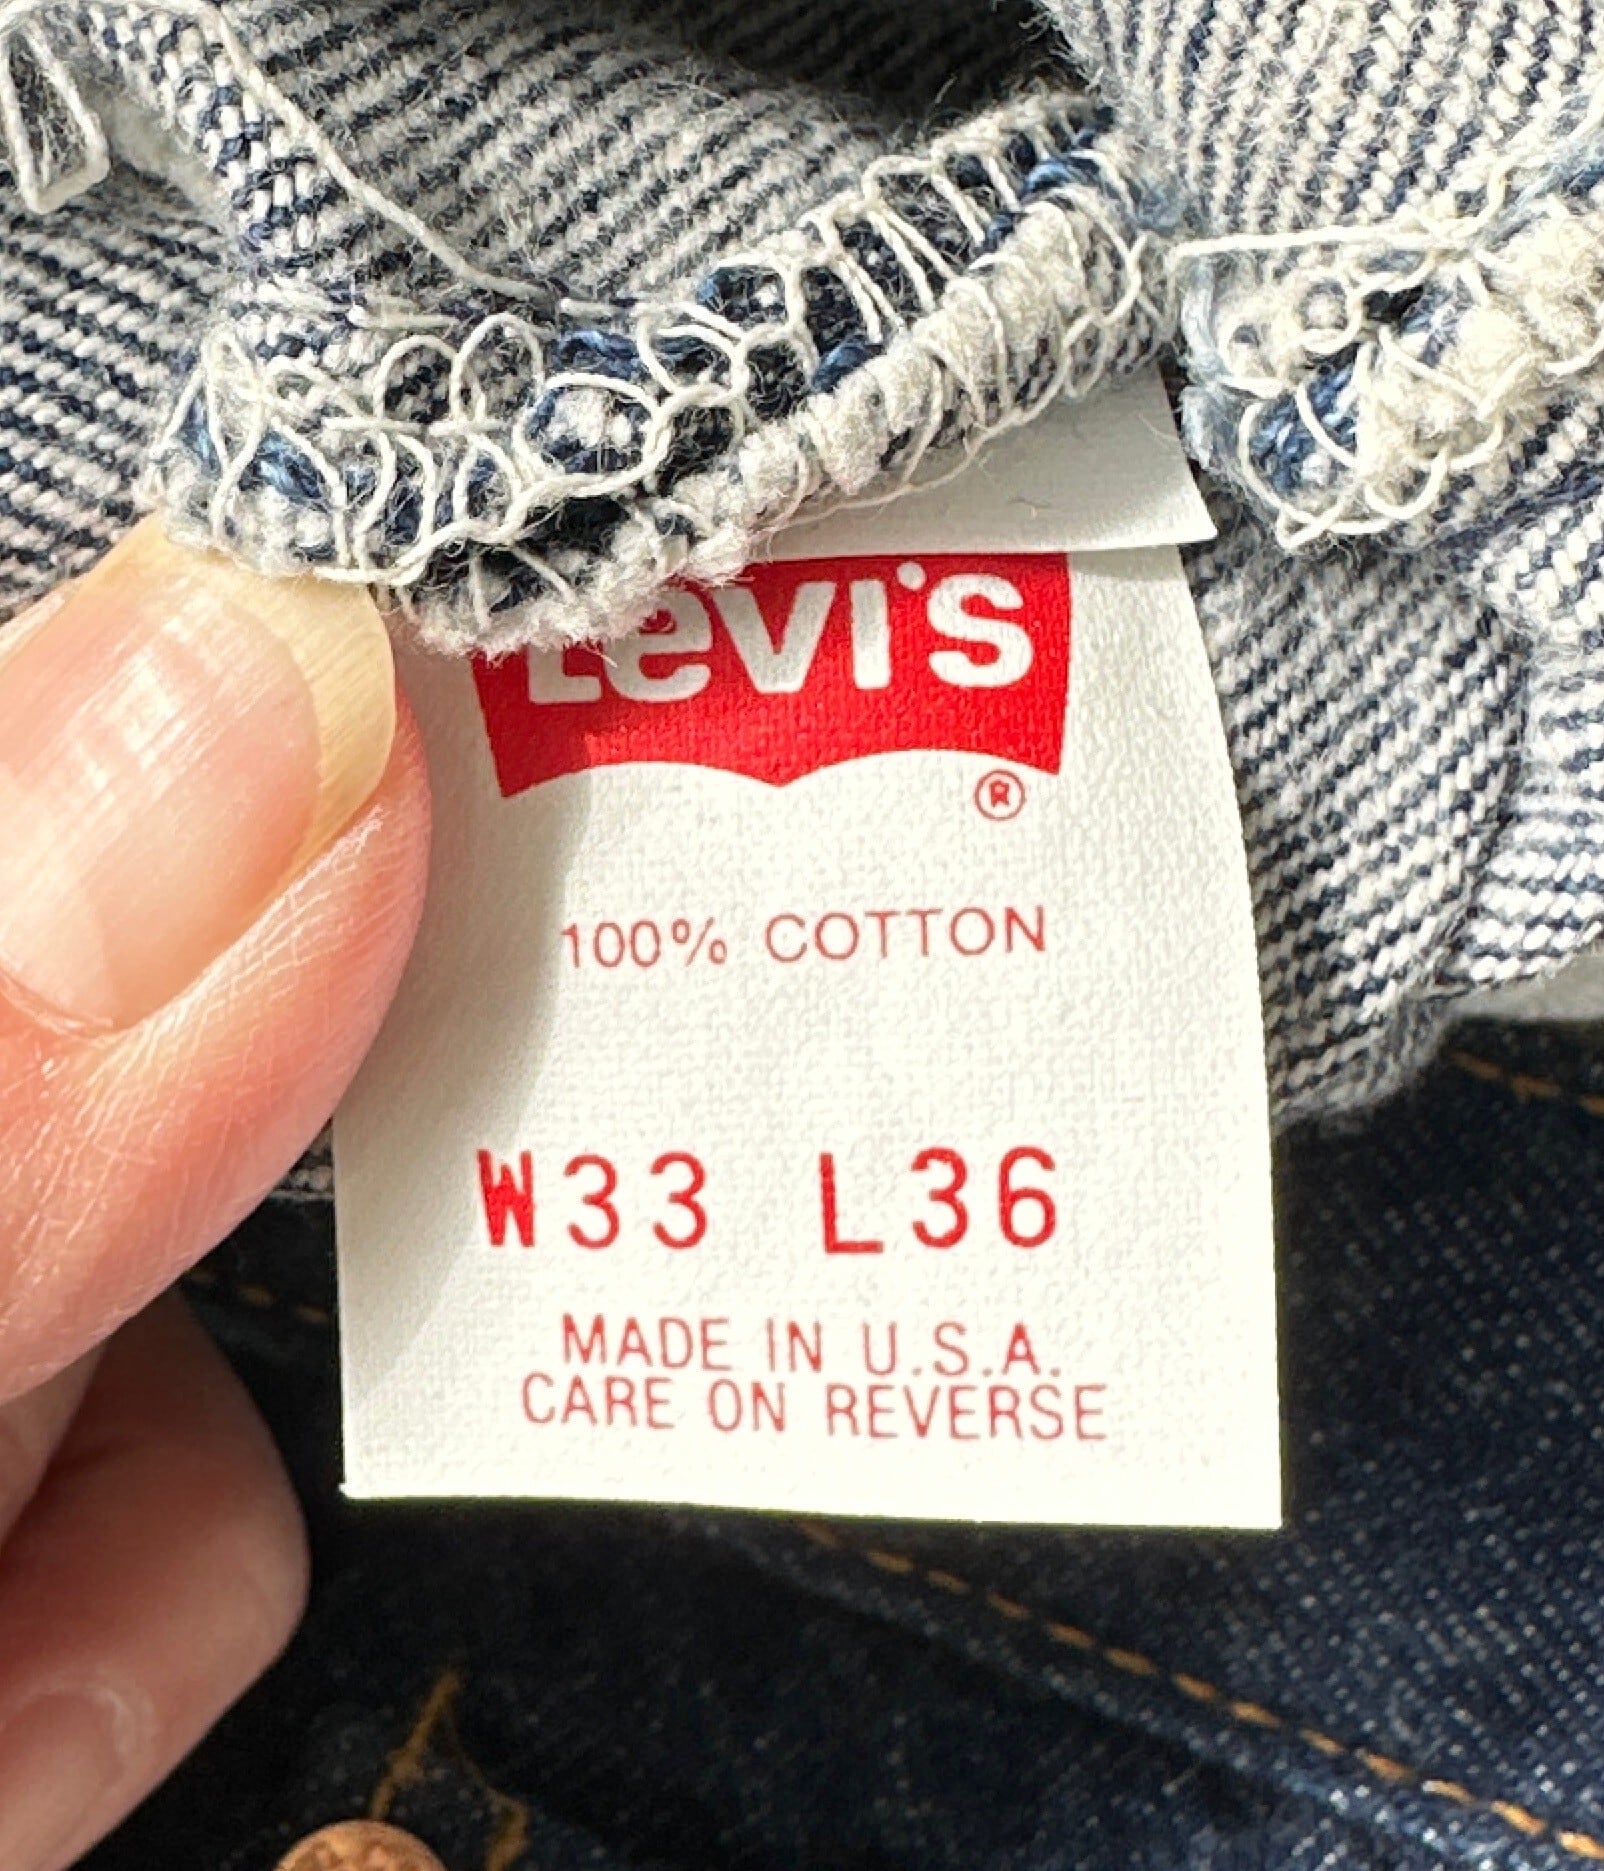 Levi's
®
100% COTTON
W33 L36
MADE IN U.S.A.
CARE ON REVERSE